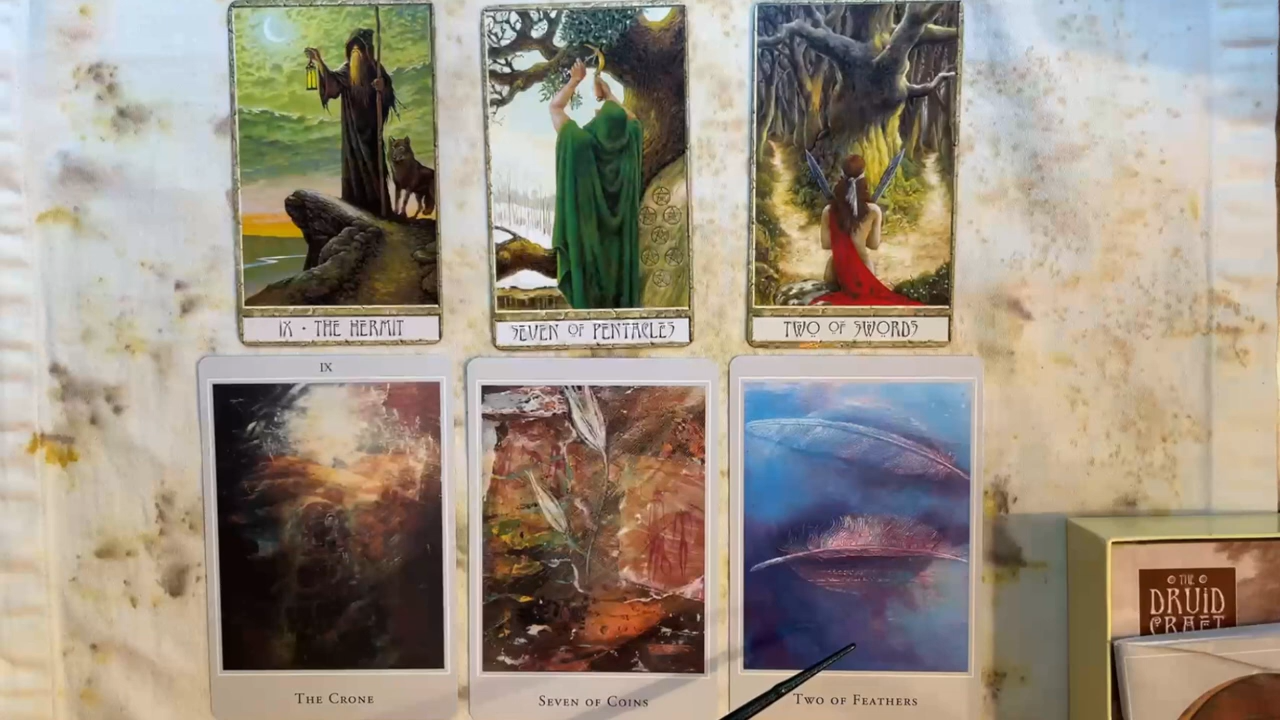 IX • THE HERMIT
SEVEN OF PENTACLES
TWO OF SWORDS
IX
THE CRONE
SEVEN OF COINS
TWO OF FEATHERS
THE
DRUID
CRAFT